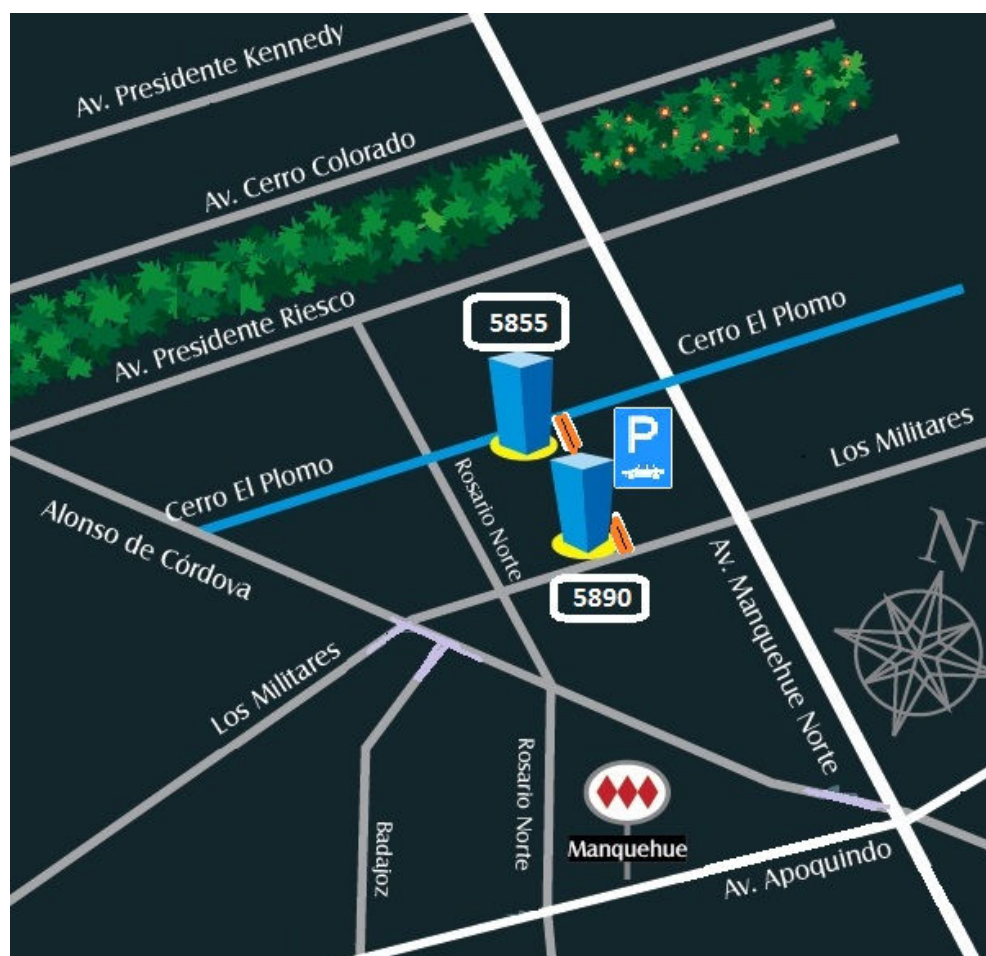 Av. Presidente Kennedy
Av. Cerro Colorado
Av. Presidente Riesco
5855
Cerro El Plomo
P
Los Militares
Cerro El Plomo
Rosario Norte
Alonso de Córdova
N
5890
Av. Manquehue Norte
Los Militares
Rosario Norte
Badajoz
Manquehue
Av. Apoquindo